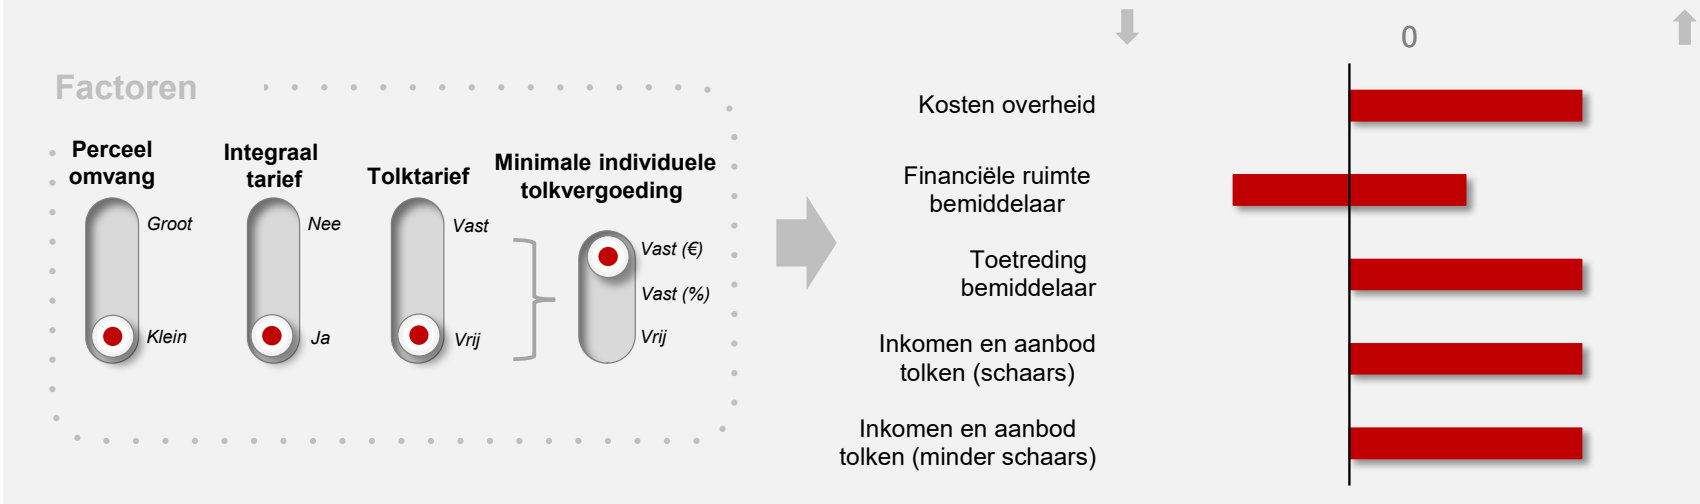 Factoren
Perceel
omvang
Groot
Klein
Integraal
tarief
Nee
Ja
Tolktarief
Vast
Vrij
Minimale individuele
tolkvergoeding
Vast (€)
Vast (%)
Vrij
0
Kosten overheid
Financiële ruimte
bemiddelaar
Toetreding
bemiddelaar
Inkomen en aanbod
tolken (schaars)
Inkomen en aanbod
tolken (minder schaars)